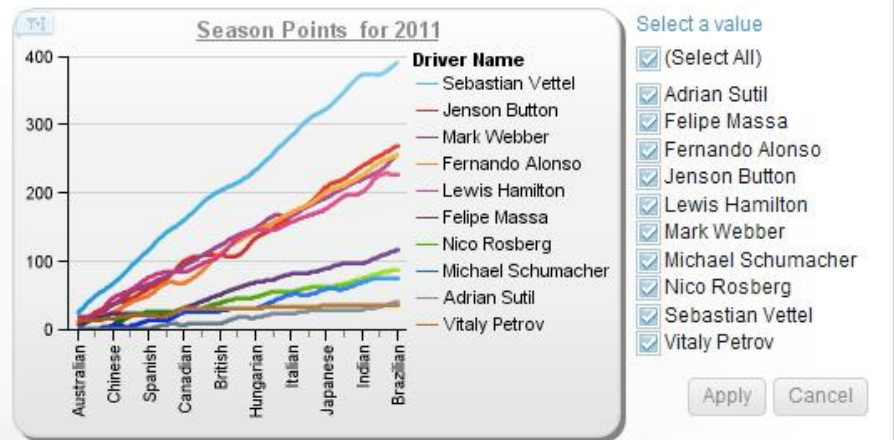 Season Points for 2011
400
300
200
100
0
Australian
Chinese
Spanish
Canadian
British
Hungarian
Italian
Japanese
Indian
Brazilian
Driver Name
Sebastian Vettel
Jenson Button
Mark Webber
Fernando Alonso
Lewis Hamilton
Felipe Massa
Nico Rosberg
Michael Schumacher
Adrian Sutil
Vitaly Petrov
Select a value
(Select All)
Adrian Sutil
Felipe Massa
Fernando Alonso
Jenson Button
Lewis Hamilton
Mark Webber
Michael Schumacher
Nico Rosberg
Sebastian Vettel
Vitaly Petrov
Apply Cancel